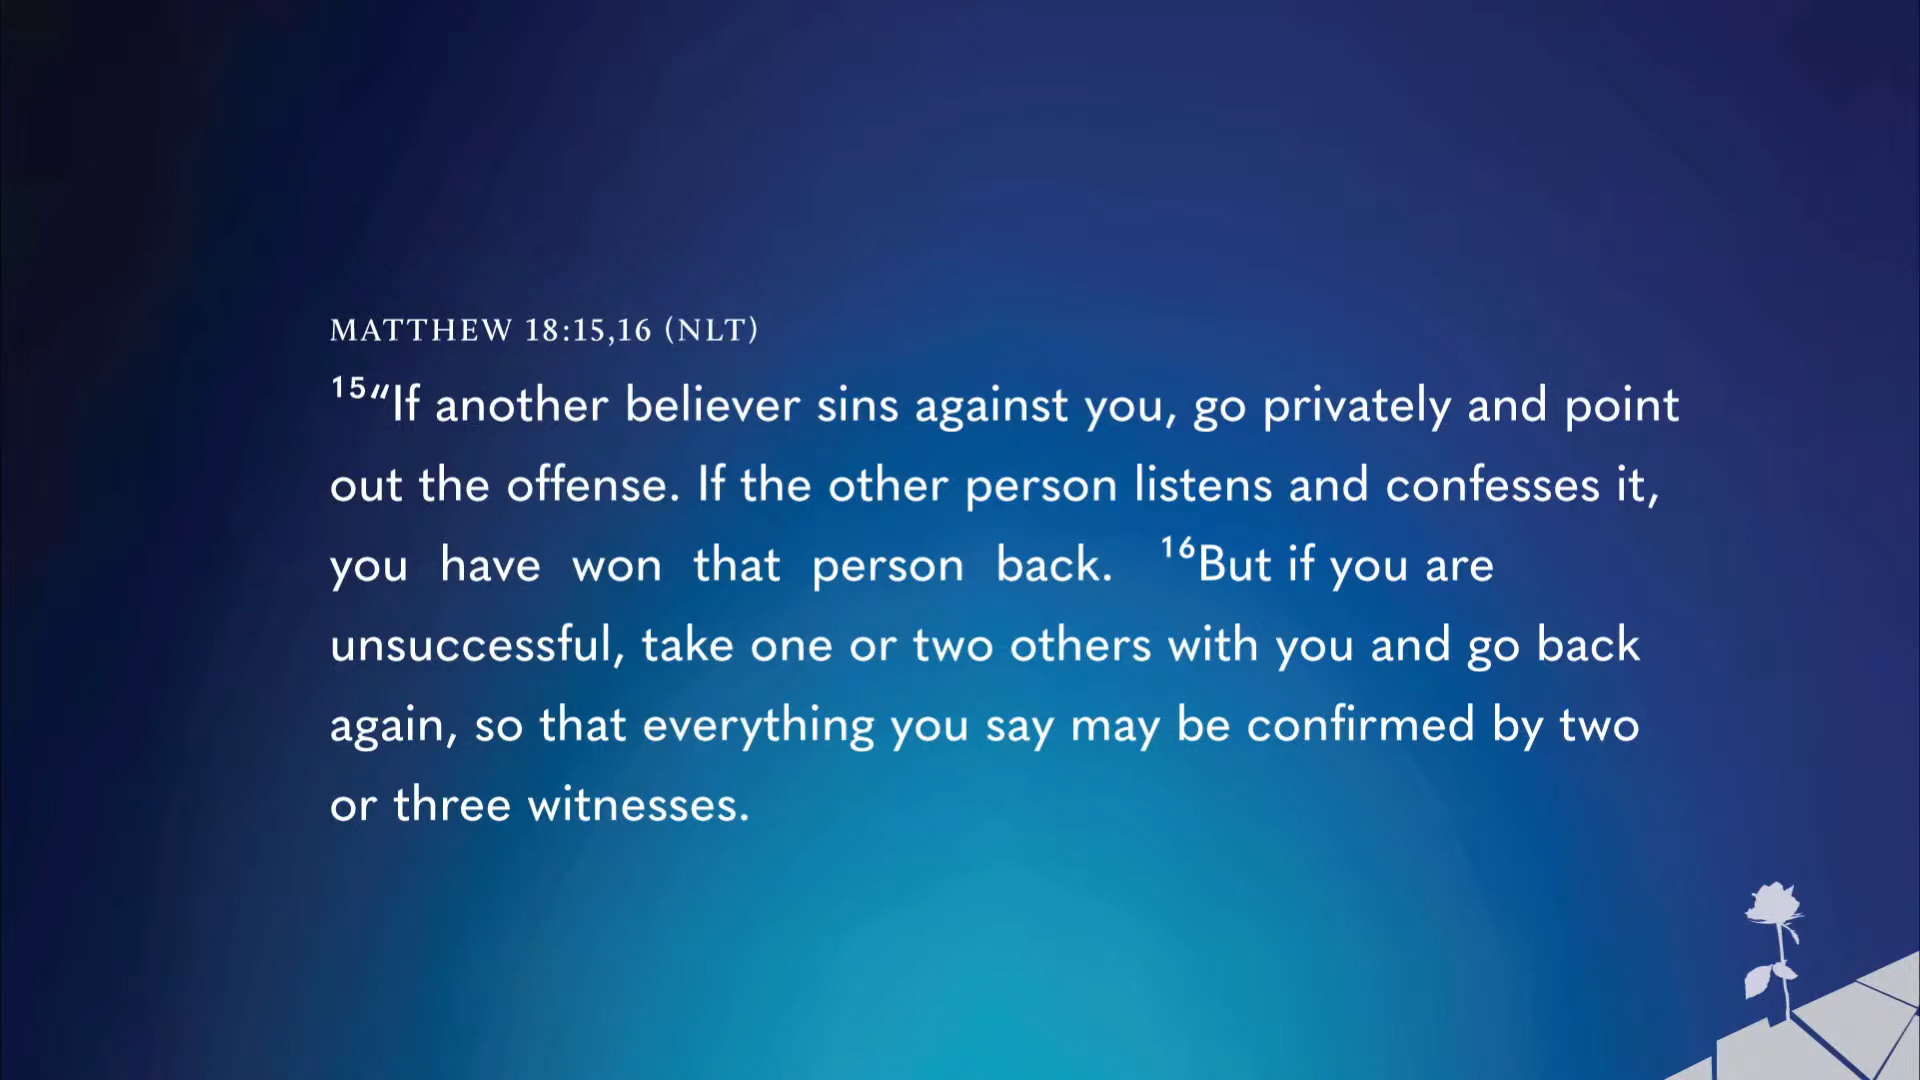 MATTHEW 18:15,16 (NLT)
15“If another believer sins against you, go privately and point
out the offense. If the other person listens and confesses it,
you have won that person back. 16But if you are
unsuccessful, take one or two others with you and go back
again, so that everything you say may be confirmed by two
or three witnesses.